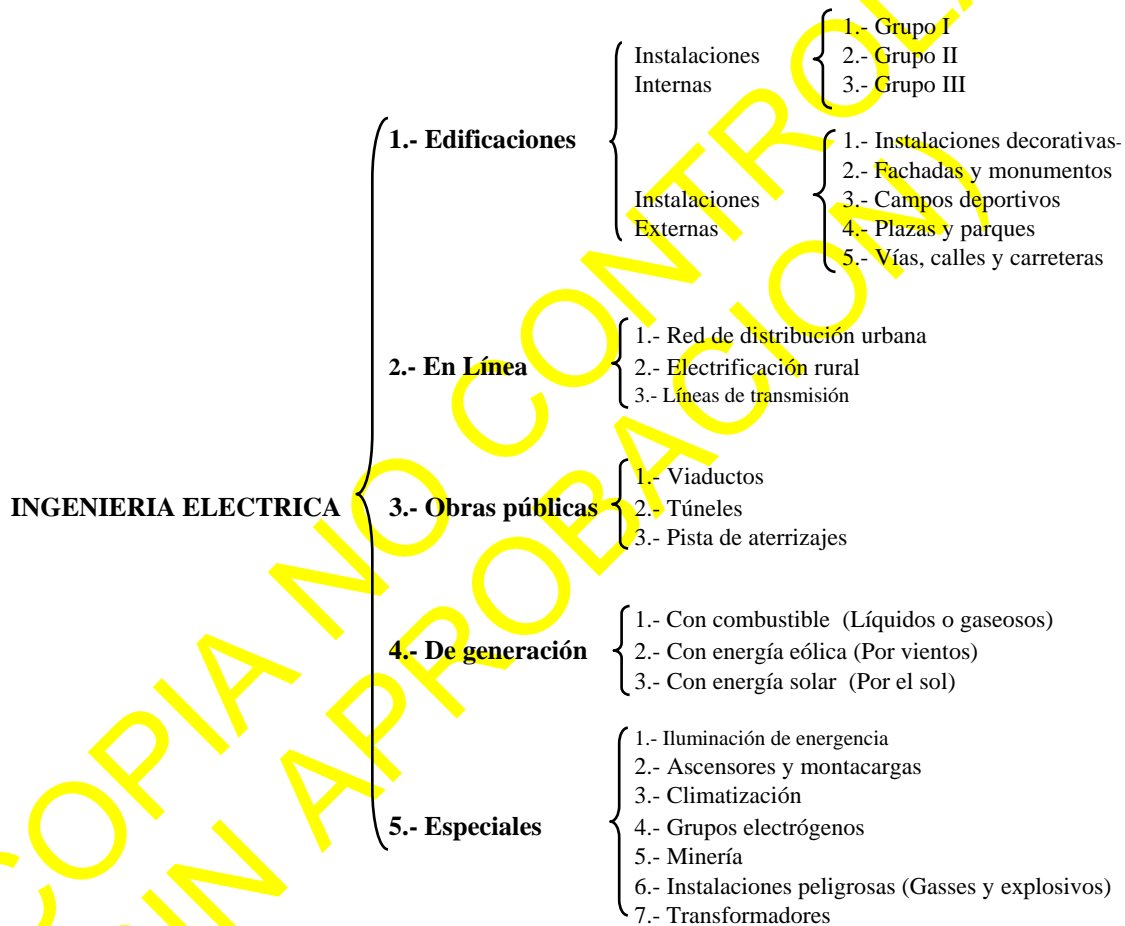 INGENIERIA ELECTRICA
1.- Edificaciones
Instalaciones
Internas
1.- Grupo I
2.- Grupo II
3.- Grupo III
Instalaciones
Externas
1.- Instalaciones decorativas-
2.- Fachadas y monumentos
3.- Campos deportivos
4.- Plazas y parques
5.- Vías, calles y carreteras
2.- En Línea
1.- Red de distribución urbana
2.- Electrificación rural
3.- Líneas de transmisión
3.- Obras públicas
1.- Viaductos
2.- Túneles
3.- Pista de aterrizajes
4.- De generación
1.- Con combustible (Líquidos o gaseosos)
2.- Con energía eólica (Por vientos)
3.- Con energía solar (Por el sol)
5.- Especiales
1.- Iluminación de energencia
2.- Ascensores y montacargas
3.- Climatización
4.- Grupos electrógenos
5.- Minería
6.- Instalaciones peligrosas (Gasses y explosivos)
7.- Transformadores
COPIA NO CONTROL
IN APROBACION)